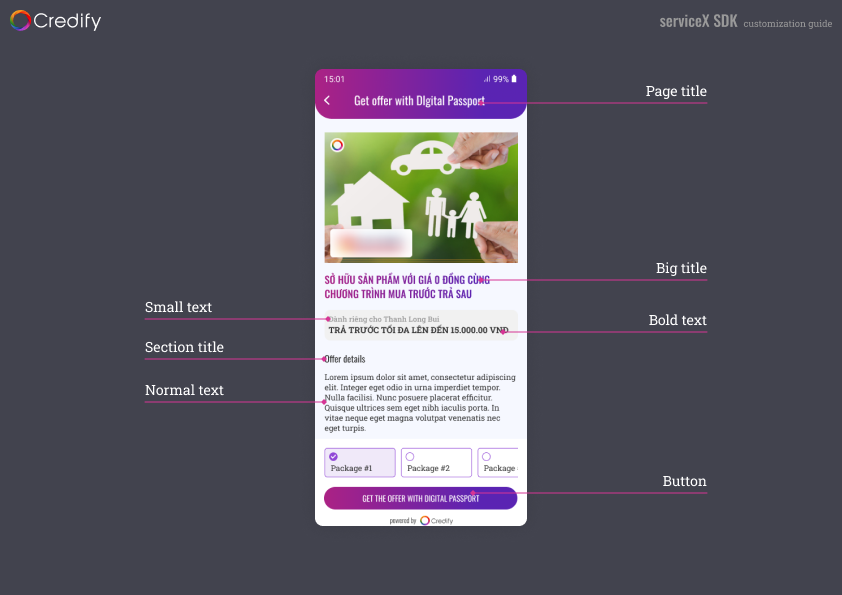 Credify
serviceX SDK customization guide
15:01
99%
Get offer with DIgital Passport
Page title
SỞ HỮU SẢN PHẨM VỚI GIÁ 0 ĐỒNG CÙNG
CHƯƠNG TRÌNH MUA TRƯỚC TRẢ SAU
Big title
Small text
Dành riêng cho Thanh Long Bui
TRẢ TRƯỚC TỐI ĐA LÊN ĐẾN 15.000.00 VNĐ
Bold text
Section title
Offer details
Normal text
Lorem ipsum dolor sit amet, consectetur adipiscing
elit. Integer eget odio in urna imperdiet tempor.
Nulla facilisi. Nunc posuere placerat efficitur.
Quisque ultrices sem eget nibh iaculis porta. In
vitae neque eget magna volutpat venenatis nec
eget turpis.
Package #1
Package #2
Package
Button
GET THE OFFER WITH DIGITAL PASSPORT
powered by Credify